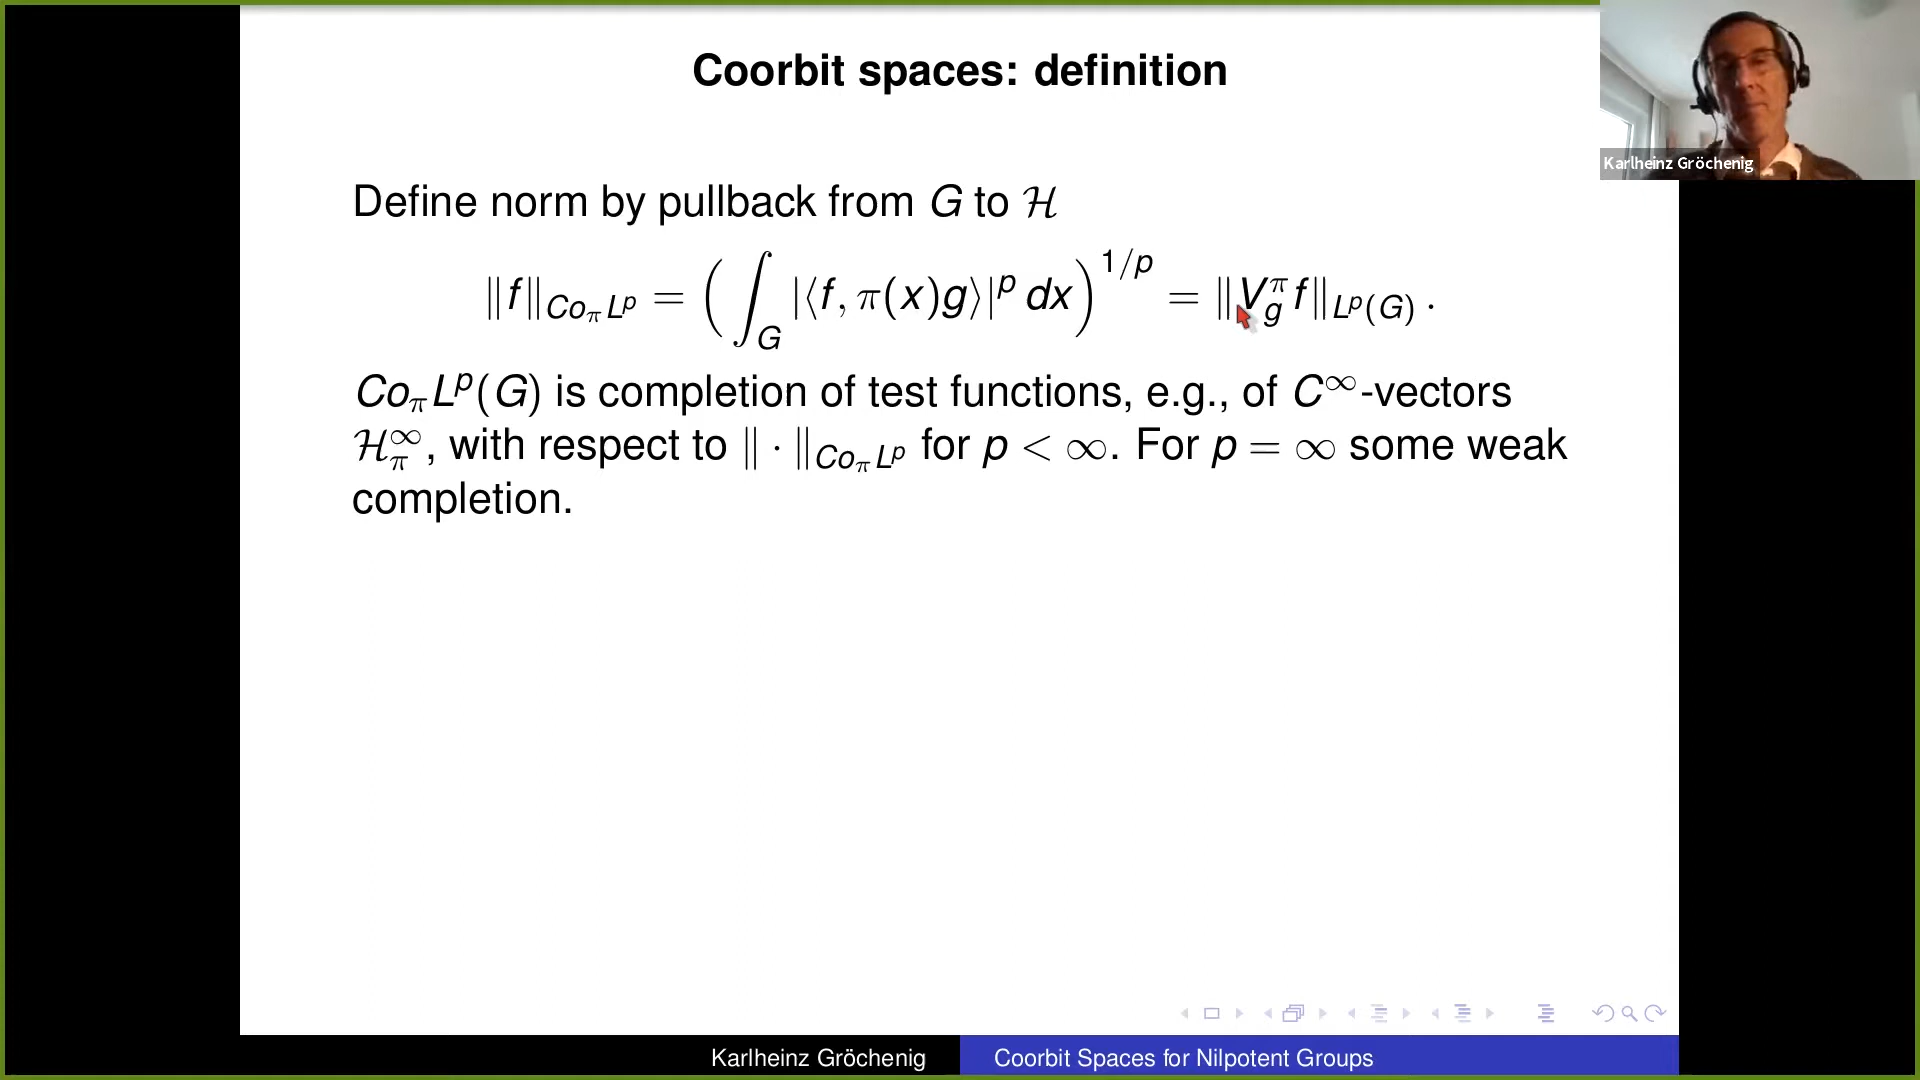 Coorbit spaces: definition
Karlheinz Gröchenig
Define norm by pullback from G to ℋ
‖f‖_{Co_π L^p} = ( ∫_G |⟨f, π(x)g⟩|^p dx )^{1/p} = ‖V_g^π f‖_{L^p(G)} .
Co_π L^p(G) is completion of test functions, e.g., of C^∞-vectors
ℋ_π^∞, with respect to ‖ · ‖_{Co_π L^p} for p < ∞. For p = ∞ some weak
completion.
Karlheinz Gröchenig
Coorbit Spaces for Nilpotent Groups